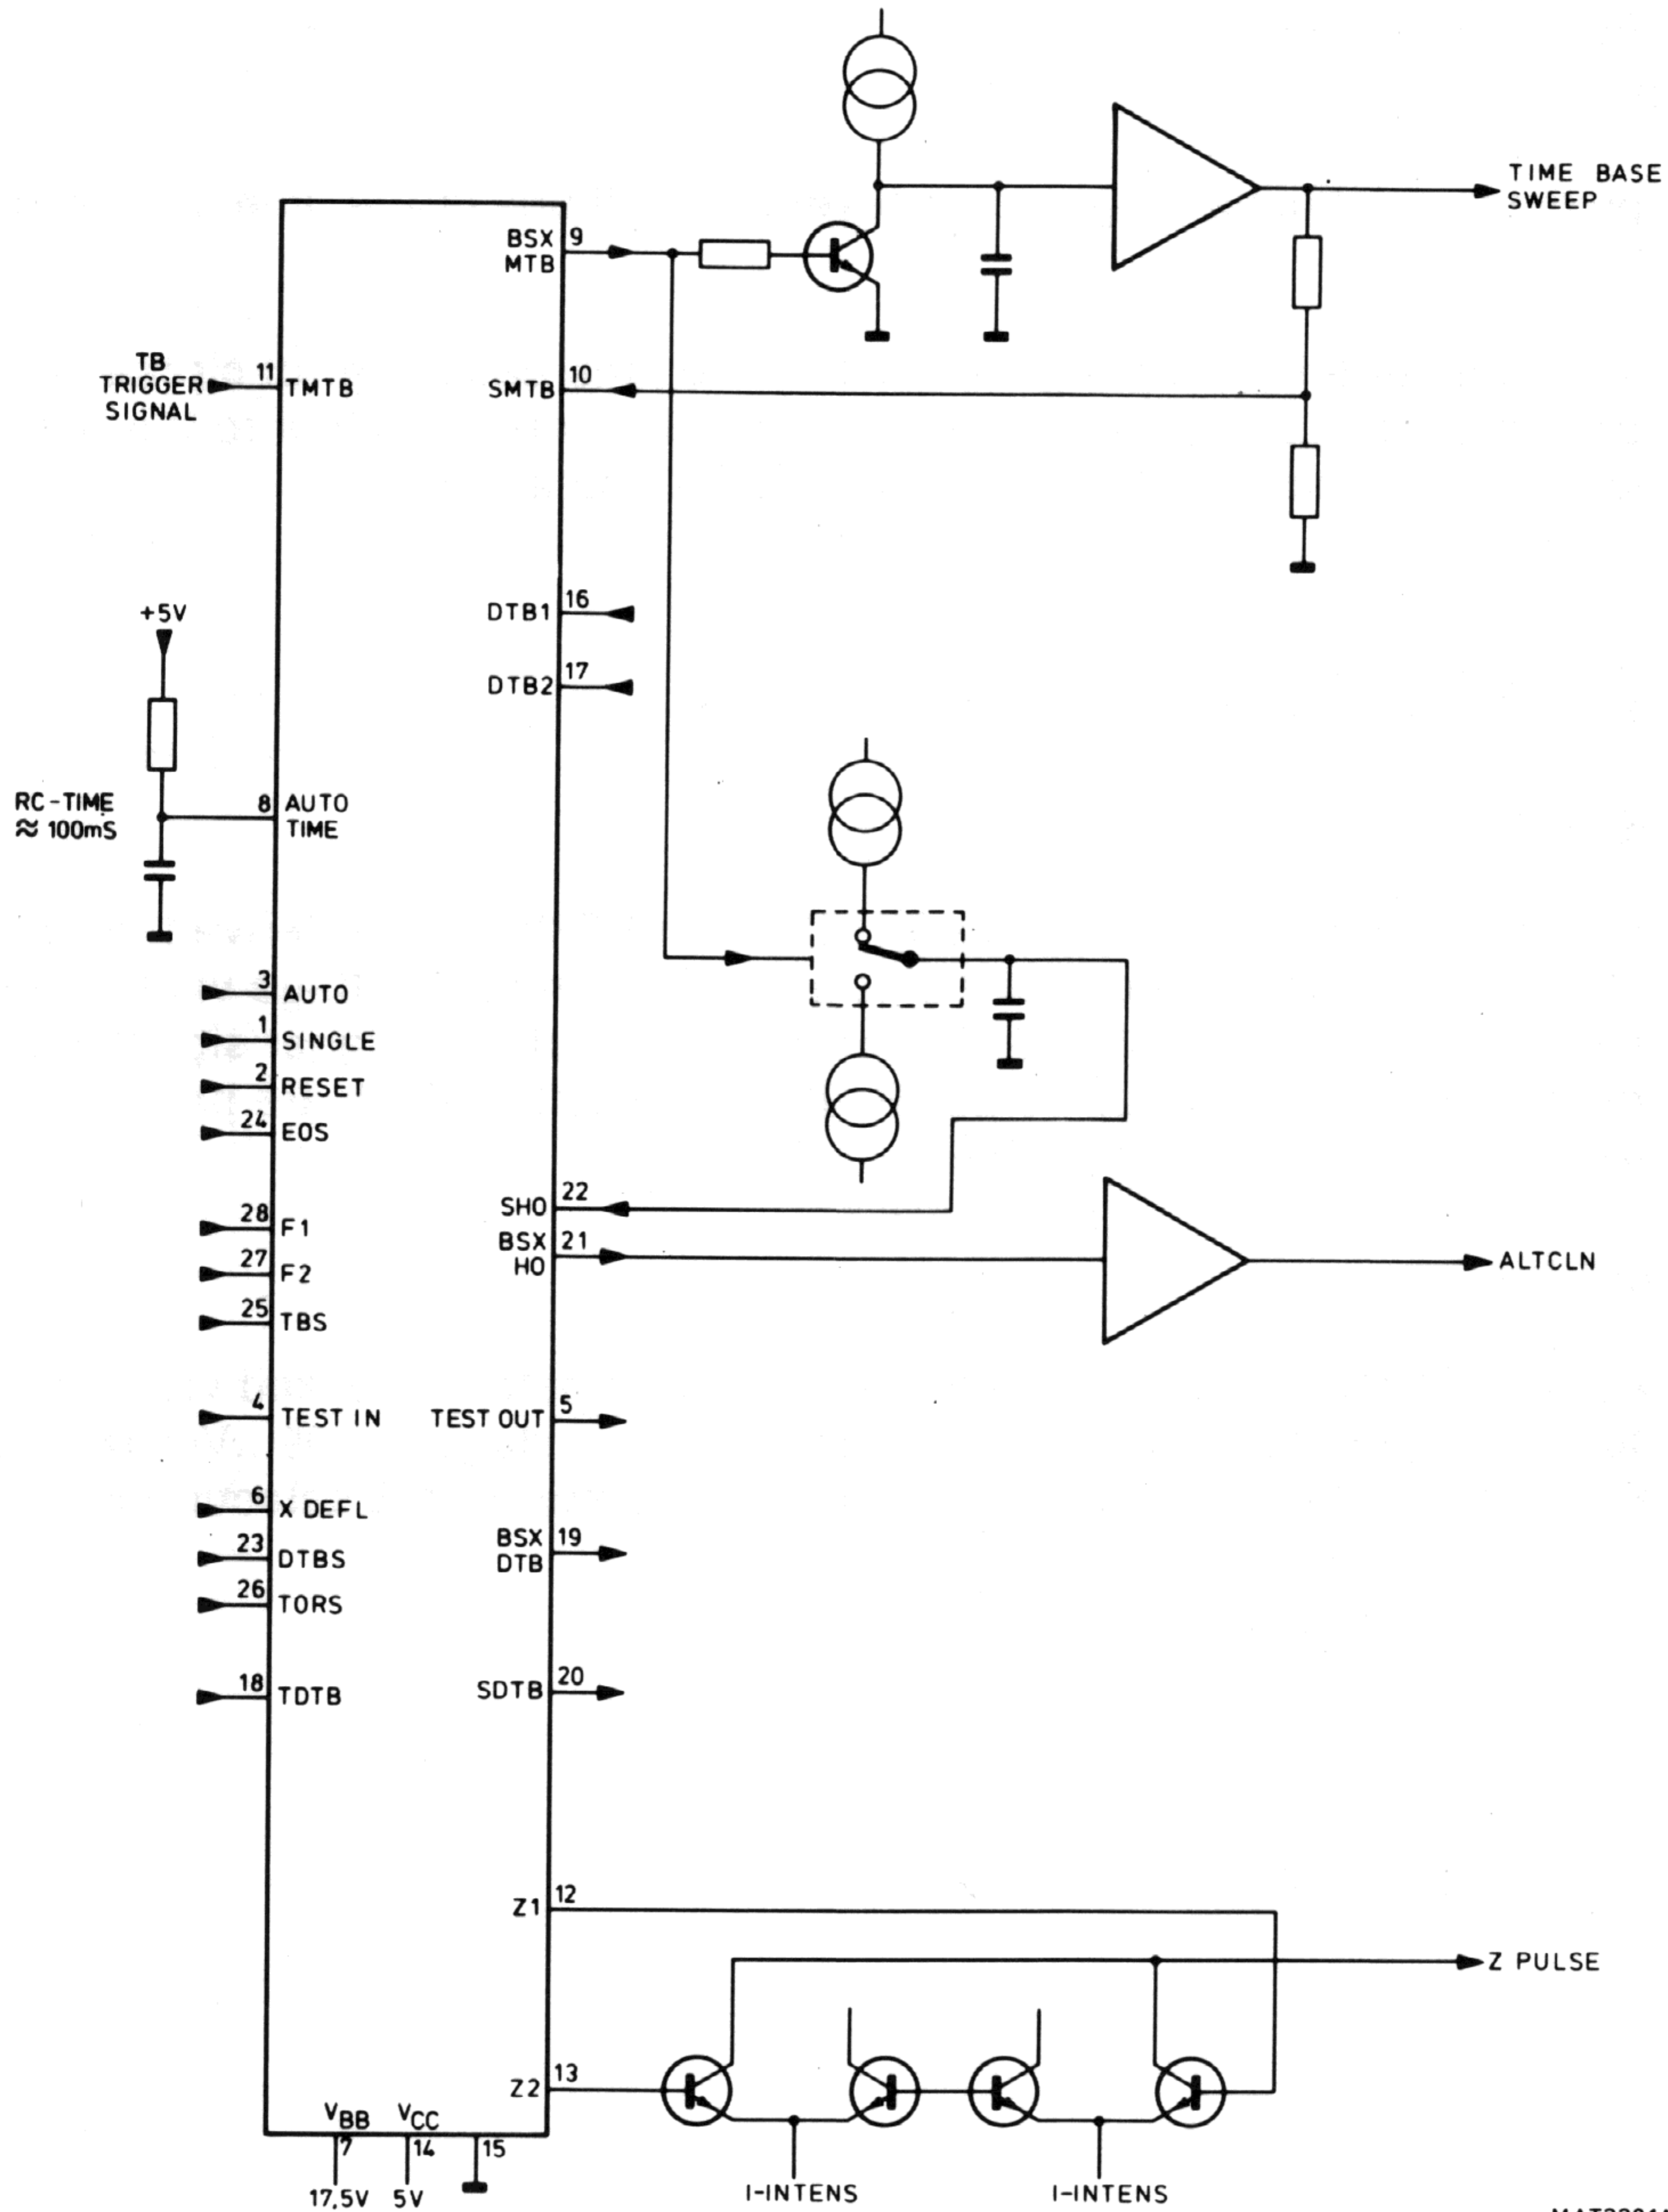 TIME BASE
SWEEP
BSX
MTB
9
TB
TRIGGER
SIGNAL
11
TMTB
SMTB
10
DTB1
16
DTB2
17
+5V
RC-TIME
≈ 100mS
8
AUTO
TIME
3
AUTO
1
SINGLE
2
RESET
24
EOS
28
F1
27
F2
25
TBS
SHO
22
BSX
HO
21
ALTCLN
4
TEST IN
TEST OUT
5
6
X DEFL
23
DTBS
26
TORS
BSX
DTB
19
18
TDTB
SDTB
20
Z1
12
Z PULSE
Z2
13
VBB
VCC
7
14
15
17,5V
5V
I-INTENS
I-INTENS